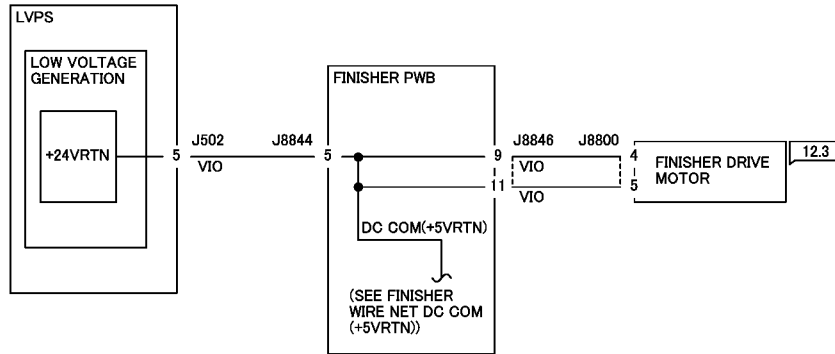 LVPS
LOW VOLTAGE
GENERATION
+24VRTN
5
J502
J8844
VIO
5
FINISHER PWB
DC COM(+5VRTN)
(SEE FINISHER
WIRE NET DC COM
(+5VRTN))
9
11
J8846
J8800
VIO
VIO
4
5
FINISHER DRIVE
MOTOR
12.3